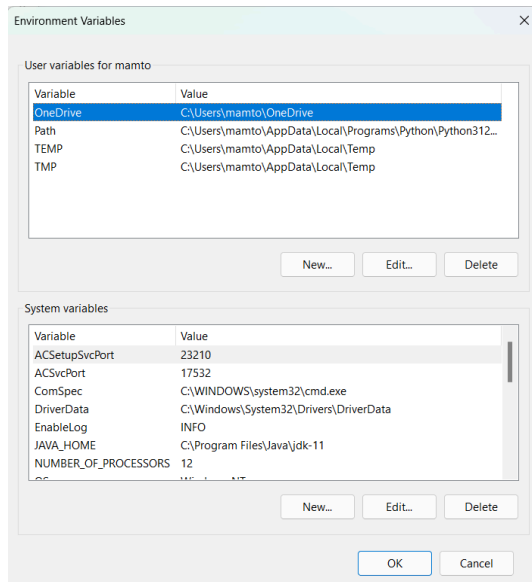 Environment Variables
User variables for mamto
Variable Value
OneDrive C:\Users\mamto\OneDrive
Path C:\Users\mamto\AppData\Local\Programs\Python\Python312...
TEMP C:\Users\mamto\AppData\Local\Temp
TMP C:\Users\mamto\AppData\Local\Temp
New... Edit... Delete
System variables
Variable Value
ACSetupSvcPort 23210
ACSvcPort 17532
ComSpec C:\WINDOWS\system32\cmd.exe
DriverData C:\Windows\System32\Drivers\DriverData
EnableLog INFO
JAVA_HOME C:\Program Files\Java\jdk-11
NUMBER_OF_PROCESSORS 12
New... Edit... Delete
OK Cancel